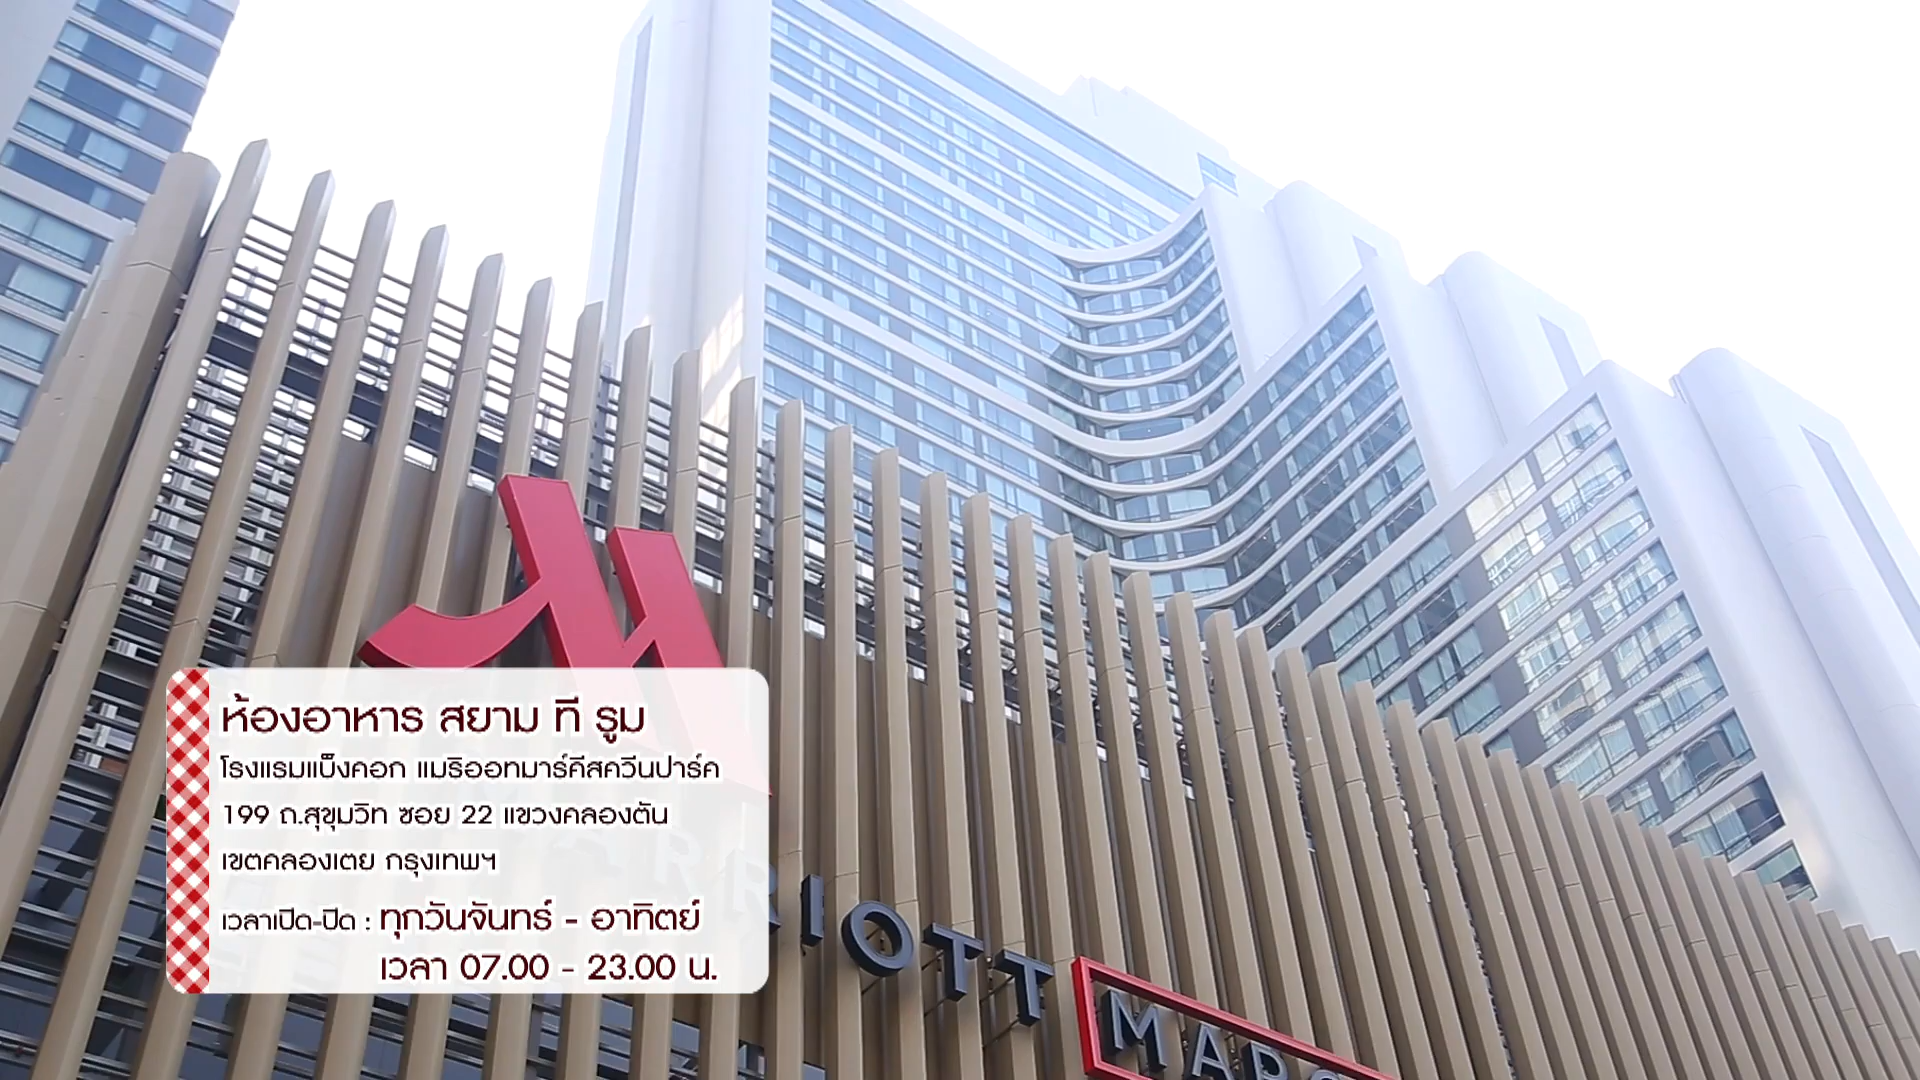 ห้องอาหาร สยาม ที รูม
โรงแรมแบ็งคอก แมริออทมาร์คีสควีนปาร์ค
199 ถ.สุขุมวิท ซอย 22 แขวงคลองตัน
เขตคลองเตย กรุงเทพฯ
เวลาเปิด-ปิด : ทุกวันจันทร์ - อาทิตย์
เวลา 07.00 - 23.00 น.
RRIOTT
MAR